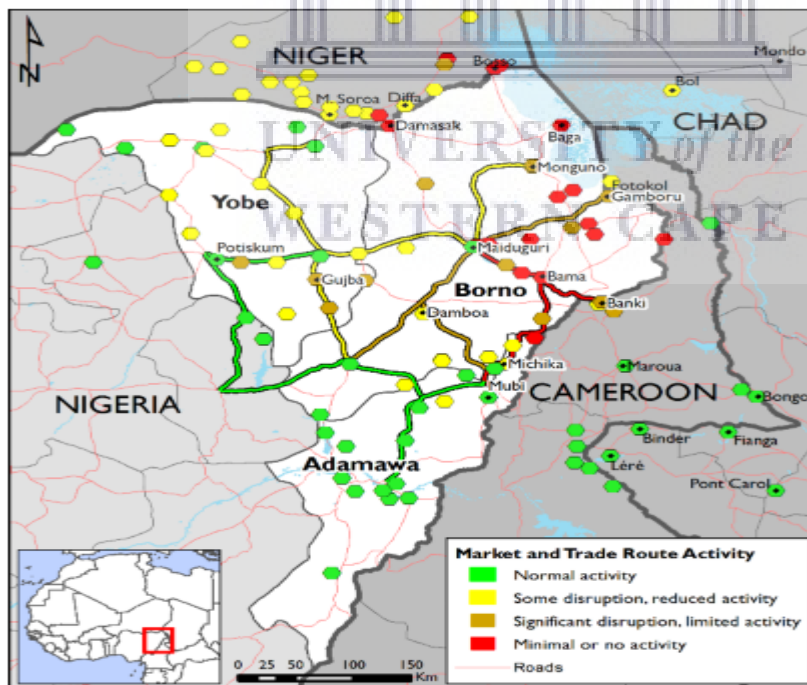 N
NIGER
Bosso
Mondo
Bol
M. Soroa
Diffa
Damasak
Baga
CHAD
UNIVERSITY of the
Monguno
Fotokol
Gamboru
Yobe
WESTERN CAPE
Potiskum
Maiduguri
Gujba
Bama
Borno
Banki
Damboa
Michika
Maroua
Mubi
CAMEROON
NIGERIA
Bongo
Binder
Fianga
Adamawa
Léré
Pont Carol
Market and Trade Route Activity
Normal activity
Some disruption, reduced activity
Significant disruption, limited activity
Minimal or no activity
Roads
0 25 50 100 150
Km